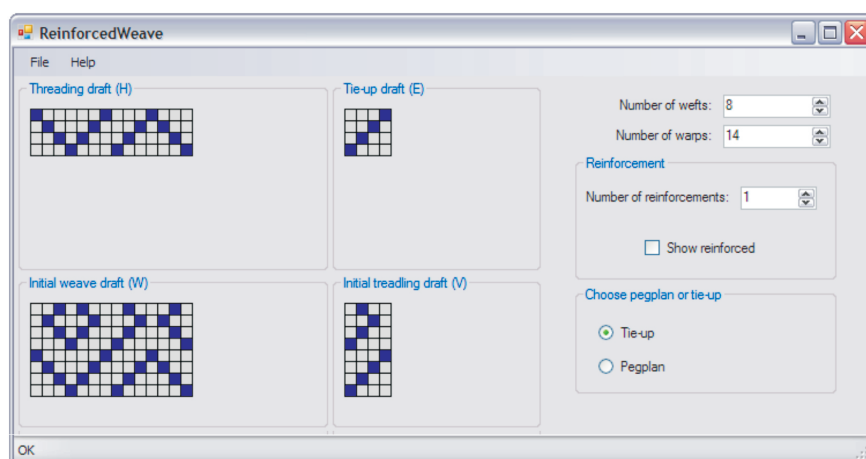 ReinforcedWeave
File Help
Threading draft (H)
Tie-up draft (E)
Number of wefts: 8
Number of warps: 14
Reinforcement
Number of reinforcements: 1
Show reinforced
Initial weave draft (W)
Initial treadling draft (V)
Choose pegplan or tie-up
Tie-up
Pegplan
OK